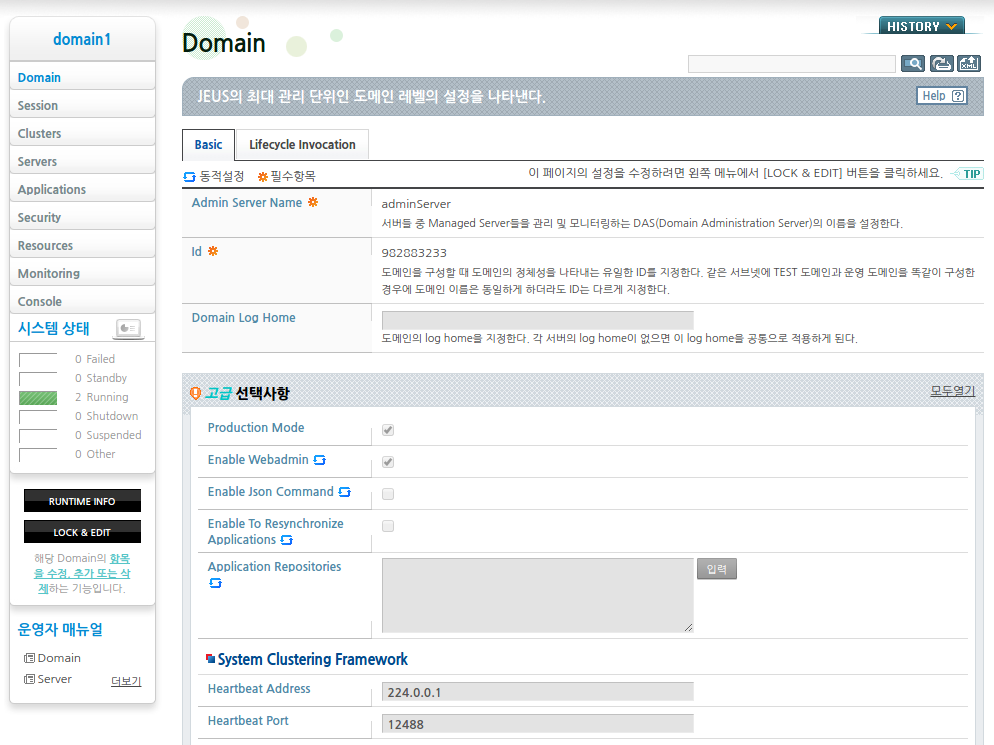 domain1
Domain
Session
Clusters
Servers
Applications
Security
Resources
Monitoring
Console
시스템 상태
0 Failed
0 Standby
2 Running
0 Shutdown
0 Suspended
0 Other
RUNTIME INFO
LOCK & EDIT
해당 Domain의 항목
을 수정, 추가 또는 삭
제하는 기능입니다.
운영자 매뉴얼
Domain
Server
더보기
HISTORY
Domain
XML
JEUS의 최대 관리 단위인 도메인 레벨의 설정을 나타낸다.
Help ?
Basic
Lifecycle Invocation
동적설정
필수항목
이 페이지의 설정을 수정하려면 왼쪽 메뉴에서 [LOCK & EDIT] 버튼을 클릭하세요.
TIP
Admin Server Name
adminServer
서버들 중 Managed Server들을 관리 및 모니터링하는 DAS(Domain Administration Server)의 이름을 설정한다.
Id
982883233
도메인을 구성할 때 도메인의 정체성을 나타내는 유일한 ID를 지정한다. 같은 서브넷에 TEST 도메인과 운영 도메인을 똑같이 구성한
경우에 도메인 이름은 동일하게 하더라도 ID는 다르게 지정한다.
Domain Log Home
도메인의 log home을 지정한다. 각 서버의 log home이 없으면 이 log home을 공통으로 적용하게 된다.
고급 선택사항
모두열기
Production Mode
Enable Webadmin
Enable Json Command
Enable To Resynchronize
Applications
Application Repositories
입력
System Clustering Framework
Heartbeat Address
224.0.0.1
Heartbeat Port
12488